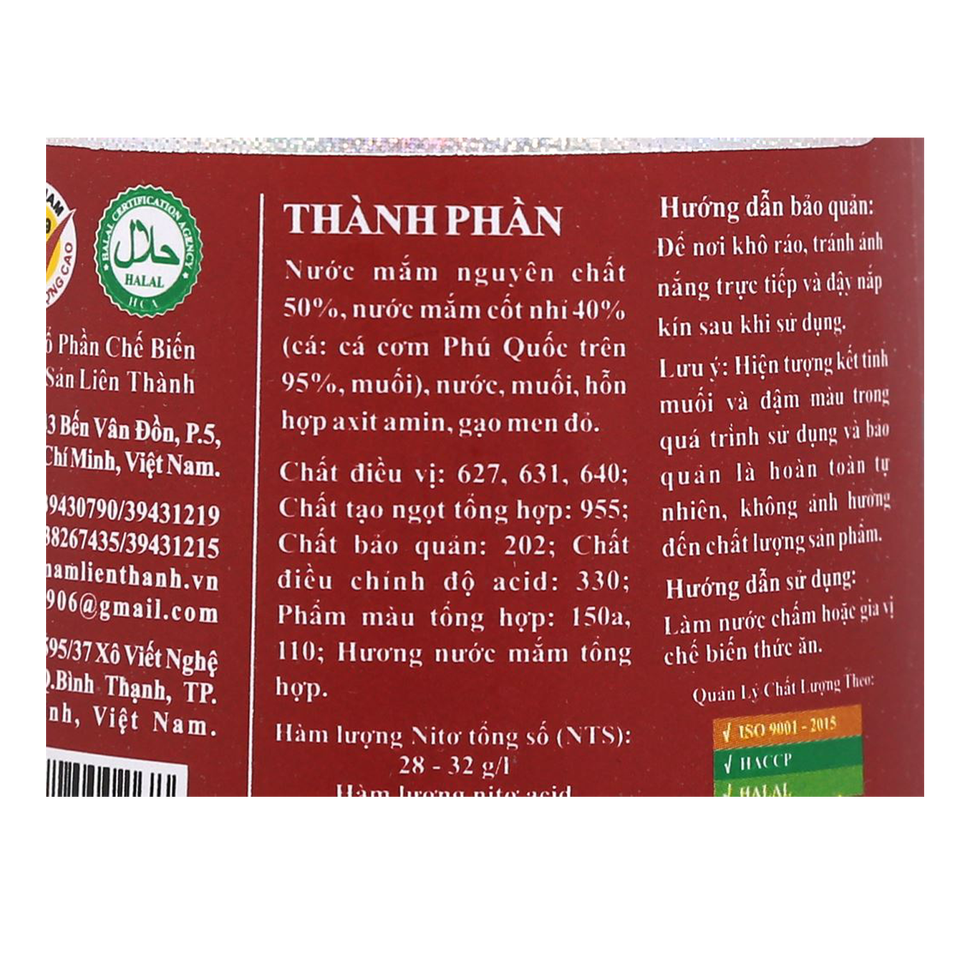 HALAL CERTIFICATION AGENCY
حلال
HALAL
HCA
NAM
NG CAO
ổ Phần Chế Biến
Sản Liên Thành
3 Bến Vân Đồn, P.5,
Chí Minh, Việt Nam.
39430790/39431219
38267435/39431215
namlienthanh.vn
906@gmail.com
595/37 Xô Viết Nghệ
Q.Bình Thạnh, TP.
nh, Việt Nam.
THÀNH PHẦN
Nước mắm nguyên chất
50%, nước mắm cốt nhỉ 40%
(cá: cá cơm Phú Quốc trên
95%, muối), nước, muối, hỗn
hợp axit amin, gạo men đỏ.
Chất điều vị: 627, 631, 640;
Chất tạo ngọt tổng hợp: 955;
Chất bảo quản: 202; Chất
điều chỉnh độ acid: 330;
Phẩm màu tổng hợp: 150a,
110; Hương nước mắm tổng
hợp.
Hàm lượng Nitơ tổng số (NTS):
28 - 32 g/l
Hàm lượng nitơ acid
Hướng dẫn bảo quản:
Để nơi khô ráo, tránh ánh
nắng trực tiếp và đậy nắp
kín sau khi sử dụng.
Lưu ý: Hiện tượng kết tinh
muối và đậm màu trong
quá trình sử dụng và bảo
quản là hoàn toàn tự
nhiên, không ảnh hưởng
đến chất lượng sản phẩm.
Hướng dẫn sử dụng:
Làm nước chấm hoặc gia vị
chế biến thức ăn.
Quản Lý Chất Lượng Theo:
√ ISO 9001 - 2015
√ HACCP
√ HALAL